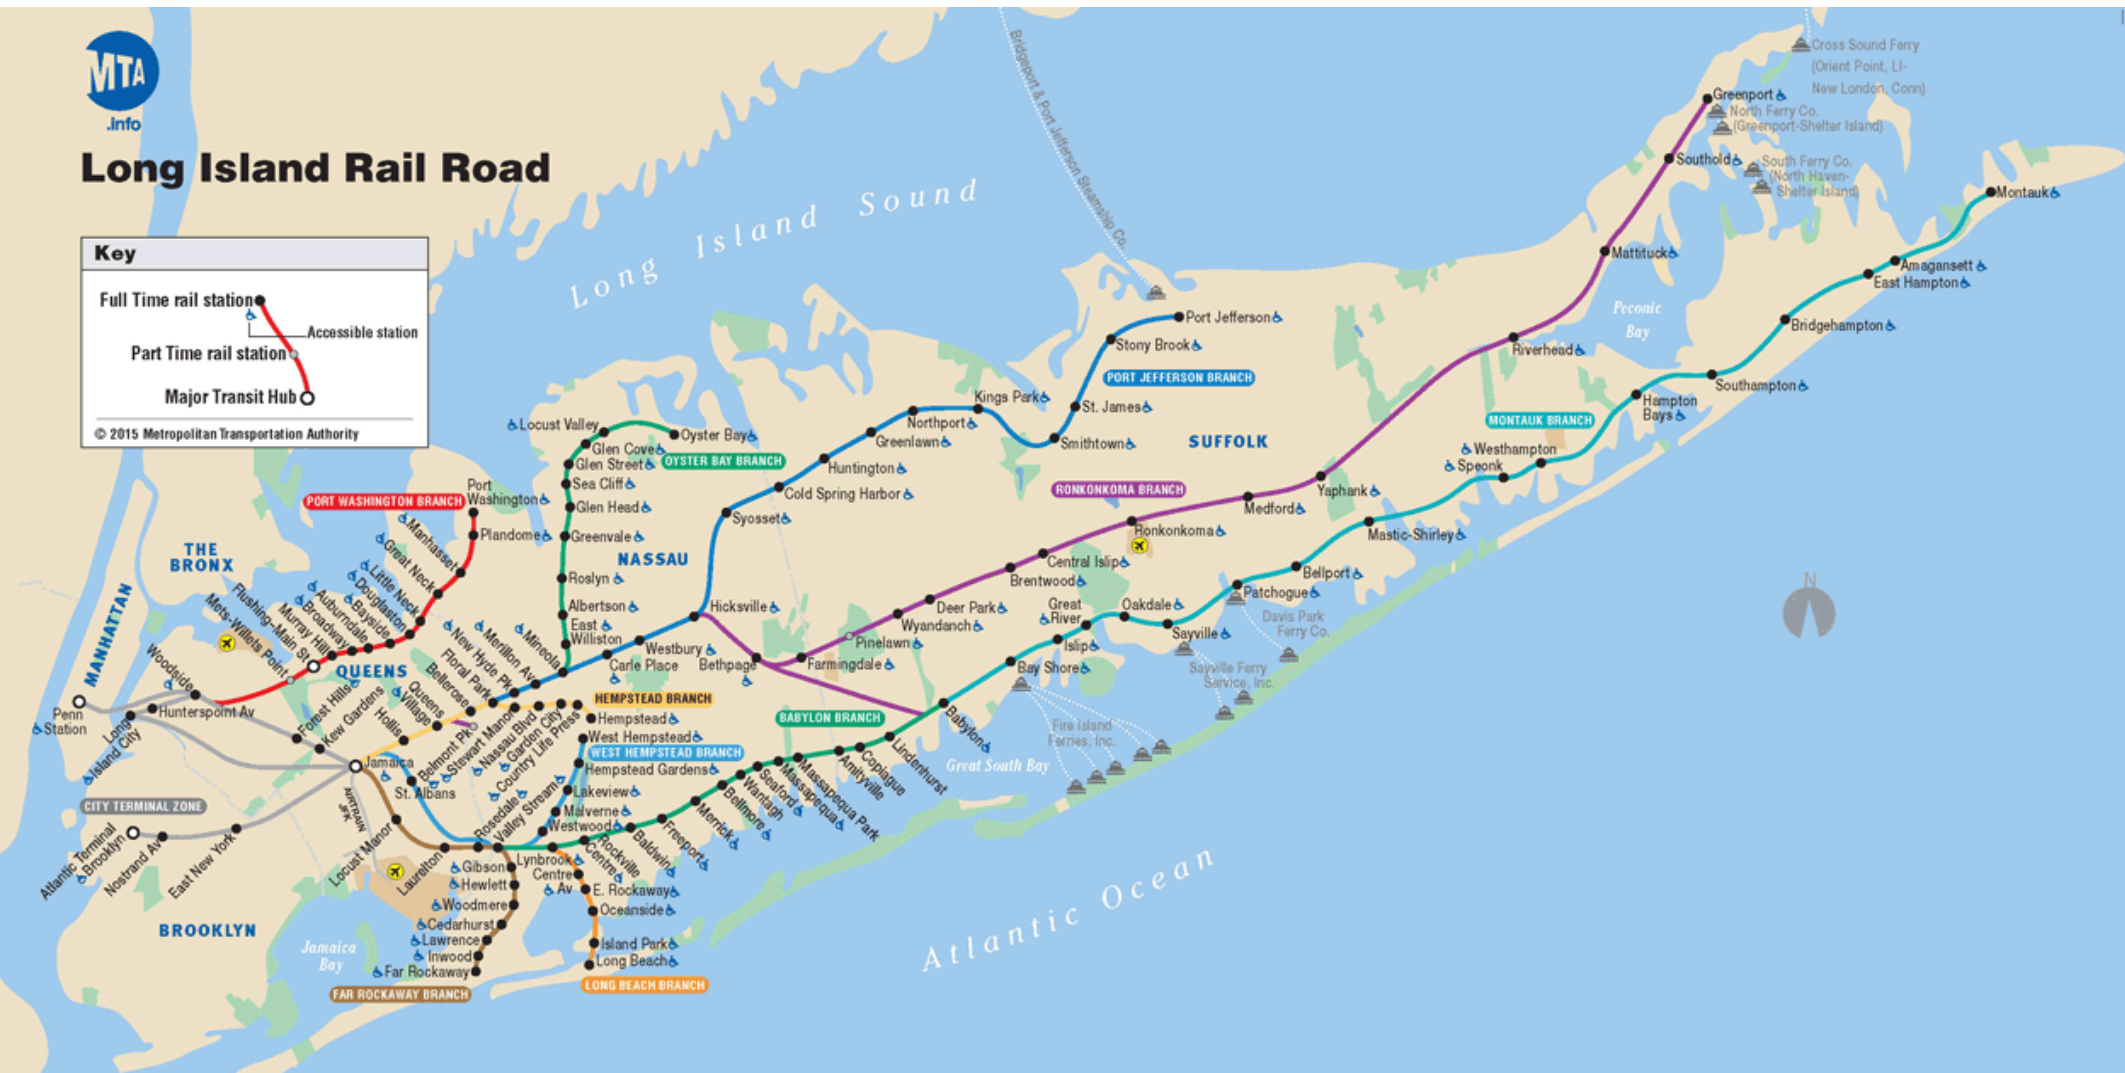 MTA
.info
Long Island Rail Road
Key
Full Time rail station
Accessible station
Part Time rail station
Major Transit Hub
© 2015 Metropolitan Transportation Authority
Bridgeport & Port Jefferson Steamship Co.
Long Island Sound
Cross Sound Ferry
(Orient Point, LI-
New London, Conn)
Greenport
North Ferry Co.
(Greenport-Shelter Island)
Southold
South Ferry Co.
(North Haven-
Shelter Island)
Montauk
Mattituck
Amagansett
East Hampton
Peconic
Bay
Bridgehampton
Riverhead
Southampton
Hampton
Bays
MONTAUK BRANCH
Westhampton
Speonk
Port Jefferson
Stony Brook
PORT JEFFERSON BRANCH
Kings Park
St. James
Northport
Greenlawn
Smithtown
SUFFOLK
Huntington
Cold Spring Harbor
Syosset
RONKONKOMA BRANCH
Yaphank
Medford
Ronkonkoma
Mastic-Shirley
Central Islip
Brentwood
Bellport
Patchogue
Deer Park
Wyandanch
Great
River
Oakdale
Sayville
Davis Park
Ferry Co.
Pinelawn
Islip
Farmingdale
Bay Shore
Sayville Ferry
Service, Inc.
Fire Island
Ferries, Inc.
Great South Bay
N
Locust Valley
Oyster Bay
Glen Cove
OYSTER BAY BRANCH
Glen Street
Sea Cliff
Glen Head
Greenvale
NASSAU
Roslyn
Albertson
East
Williston
Hicksville
Westbury
Carle Place
Bethpage
Port
Washington
PORT WASHINGTON BRANCH
Plandome
Manhasset
Great Neck
Little Neck
Douglaston
Bayside
Auburndale
Broadway
Murray Hill
Flushing–Main St
Mets–Willets Point
THE
BRONX
MANHATTAN
QUEENS
Woodside
Penn
Station
Hunterspoint Av
Long
Island City
Forest Hills
Kew Gardens
Jamaica
Hollis
Queens
Village
Bellerose
Floral Park
New Hyde Pk
Merillon Av
Mineola
HEMPSTEAD BRANCH
Hempstead
Belmont Pk
Stewart Manor
Nassau Blvd
Garden City
Country Life Press
West Hempstead
WEST HEMPSTEAD BRANCH
Hempstead Gardens
Lakeview
Malverne
Westwood
BABYLON BRANCH
Babylon
Lindenhurst
Copiague
Amityville
Massapequa Park
Massapequa
Seaford
Wantagh
Bellmore
Merrick
Freeport
Baldwin
Rockville
Centre
Lynbrook
Valley Stream
Rosedale
St. Albans
AIRTRAIN
JFK
Locust Manor
Laurelton
Gibson
Hewlett
Woodmere
Cedarhurst
Lawrence
Inwood
Far Rockaway
FAR ROCKAWAY BRANCH
Centre
Av
E. Rockaway
Oceanside
Island Park
Long Beach
LONG BEACH BRANCH
CITY TERMINAL ZONE
Atlantic Terminal
Brooklyn
Nostrand Av
East New York
BROOKLYN
Jamaica
Bay
Atlantic Ocean